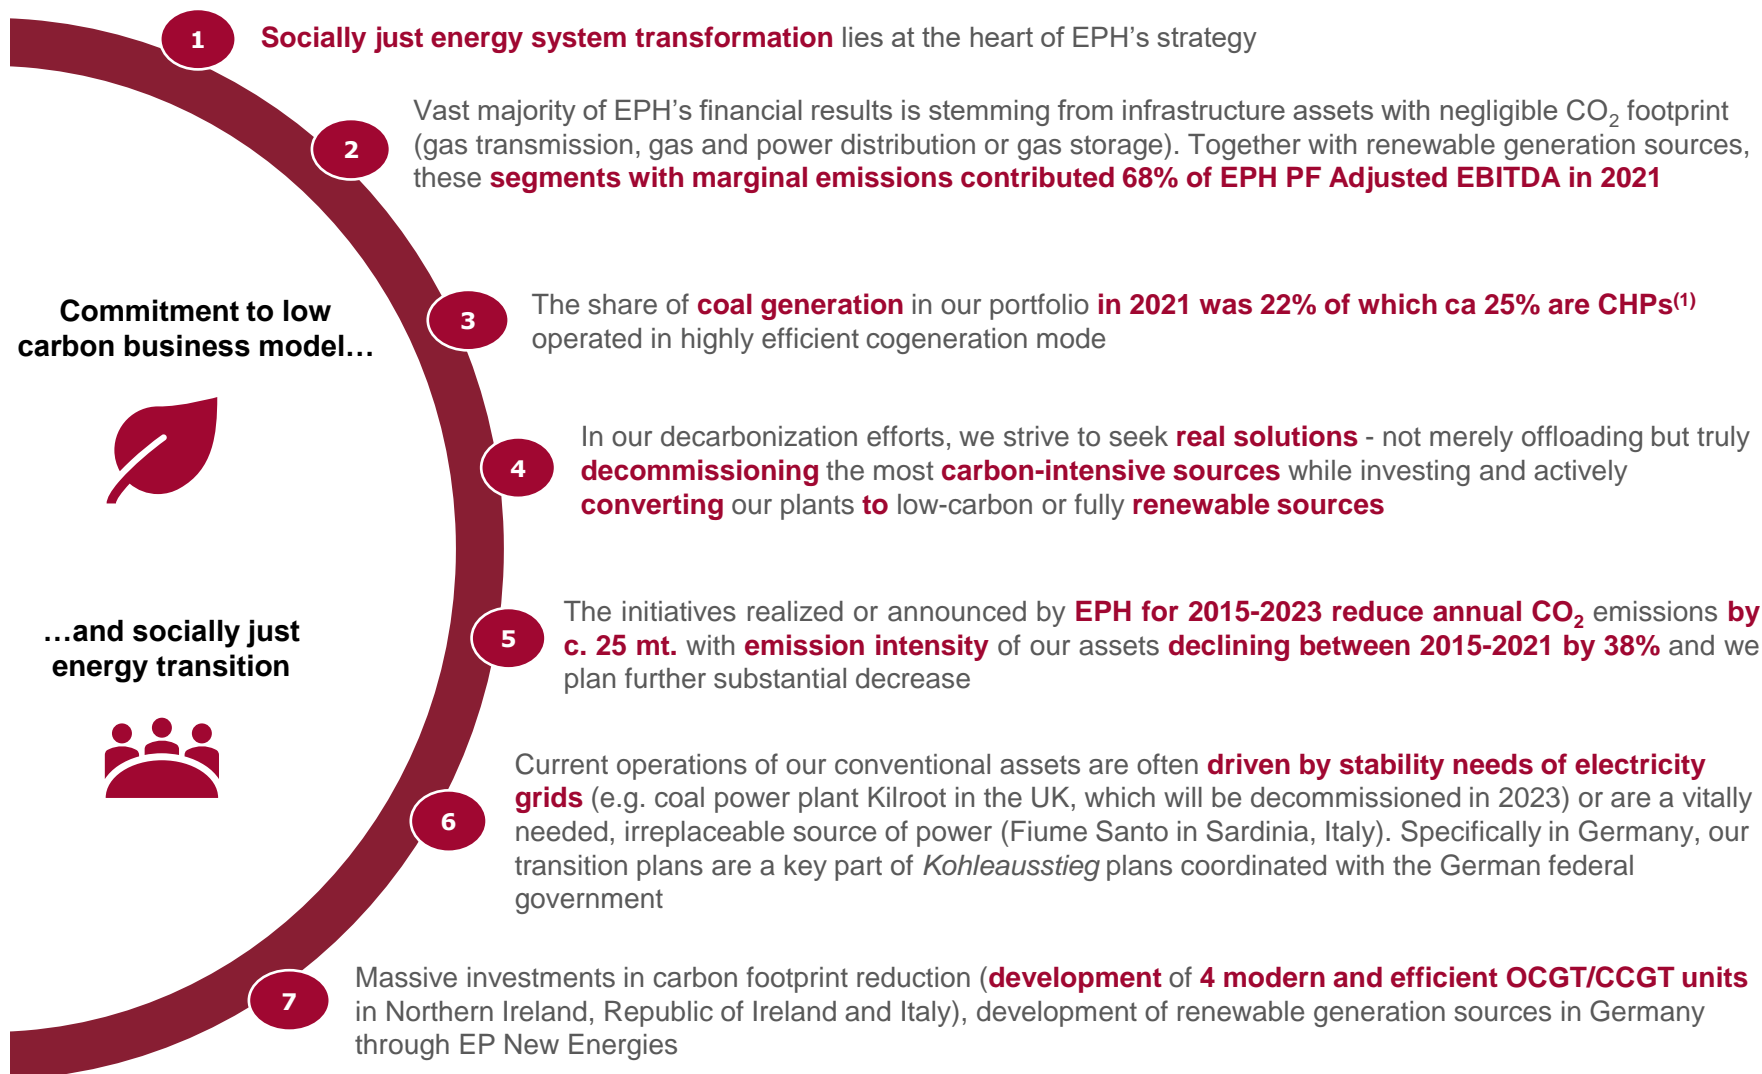 1
Socially just energy system transformation lies at the heart of EPH’s strategy
2
Vast majority of EPH’s financial results is stemming from infrastructure assets with negligible CO₂ footprint
(gas transmission, gas and power distribution or gas storage). Together with renewable generation sources,
these segments with marginal emissions contributed 68% of EPH PF Adjusted EBITDA in 2021
Commitment to low
carbon business model…
3
The share of coal generation in our portfolio in 2021 was 22% of which ca 25% are CHPs⁽¹⁾
operated in highly efficient cogeneration mode
4
In our decarbonization efforts, we strive to seek real solutions - not merely offloading but truly
decommissioning the most carbon-intensive sources while investing and actively
converting our plants to low-carbon or fully renewable sources
…and socially just
energy transition
5
The initiatives realized or announced by EPH for 2015-2023 reduce annual CO₂ emissions by
c. 25 mt. with emission intensity of our assets declining between 2015-2021 by 38% and we
plan further substantial decrease
6
Current operations of our conventional assets are often driven by stability needs of electricity
grids (e.g. coal power plant Kilroot in the UK, which will be decommissioned in 2023) or are a vitally
needed, irreplaceable source of power (Fiume Santo in Sardinia, Italy). Specifically in Germany, our
transition plans are a key part of Kohleausstieg plans coordinated with the German federal
government
7
Massive investments in carbon footprint reduction (development of 4 modern and efficient OCGT/CCGT units
in Northern Ireland, Republic of Ireland and Italy), development of renewable generation sources in Germany
through EP New Energies